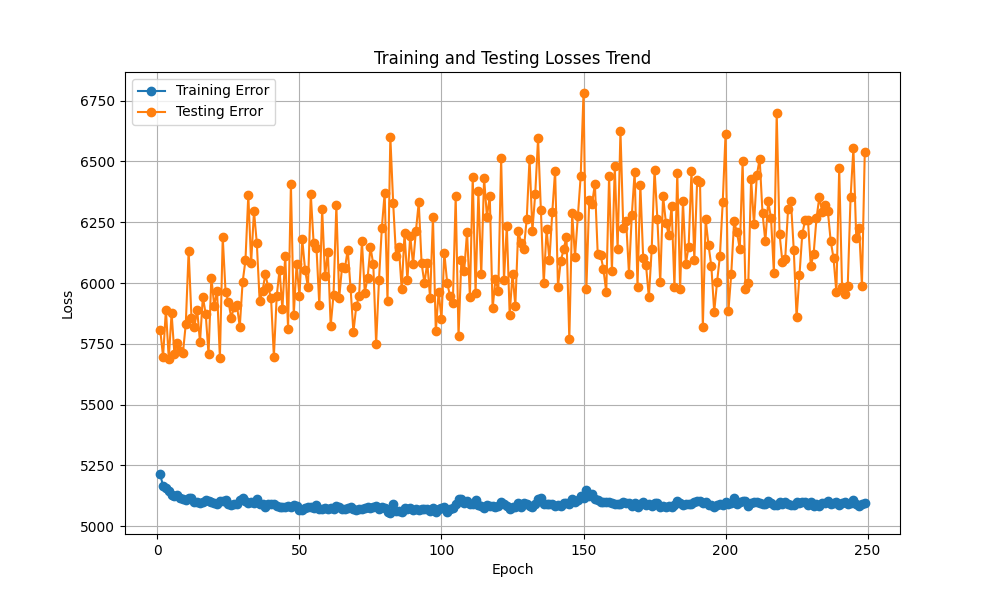 Training and Testing Losses Trend
Training Error
Testing Error
6750
6500
6250
6000
5750
5500
5250
5000
Loss
0 50 100 150 200 250
Epoch